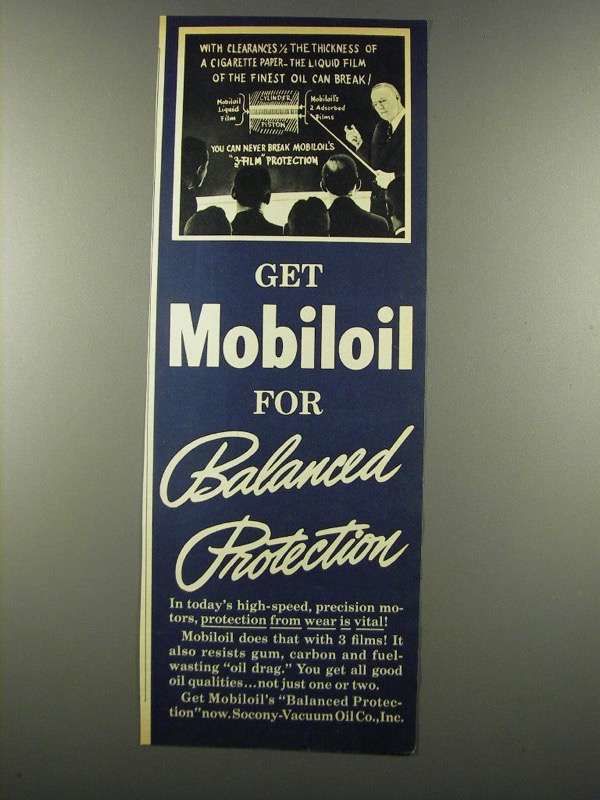 WITH CLEARANCES ½ THE THICKNESS OF
A CIGARETTE PAPER–THE LIQUID FILM
OF THE FINEST OIL CAN BREAK!
Mobiloil
Liquid
Film
CYLINDER
PISTON
Mobiloil's
2 Adsorbed
Films
YOU CAN NEVER BREAK MOBILOIL'S
"3-FILM" PROTECTION
GET
Mobiloil
FOR
Balanced
Protection
In today's high-speed, precision mo-
tors, protection from wear is vital!
Mobiloil does that with 3 films! It
also resists gum, carbon and fuel-
wasting "oil drag." You get all good
oil qualities...not just one or two.
Get Mobiloil's "Balanced Protec-
tion" now. Socony-Vacuum Oil Co., Inc.